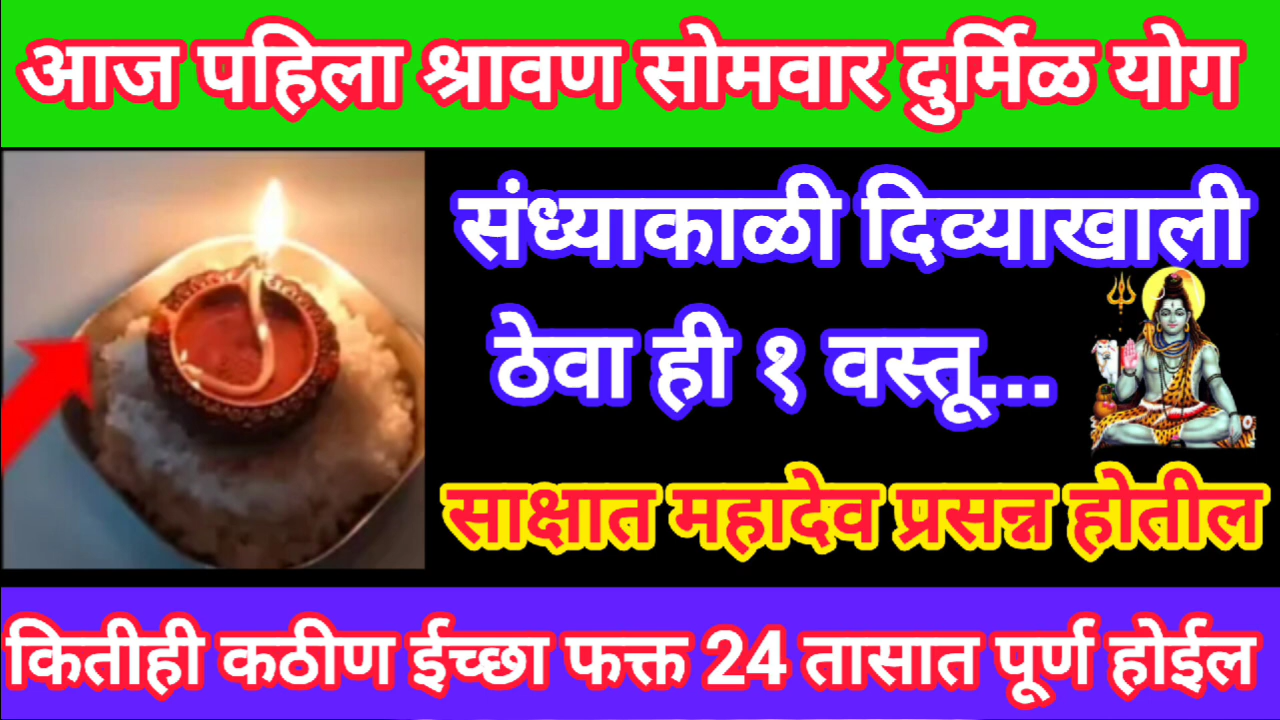 आज पहिला श्रावण सोमवार दुर्मिळ योग
संध्याकाळी दिव्याखाली
ठेवा ही १ वस्तू...
साक्षात महादेव प्रसन्न होतील
कितीही कठीण ईच्छा फक्त 24 तासात पूर्ण होईल